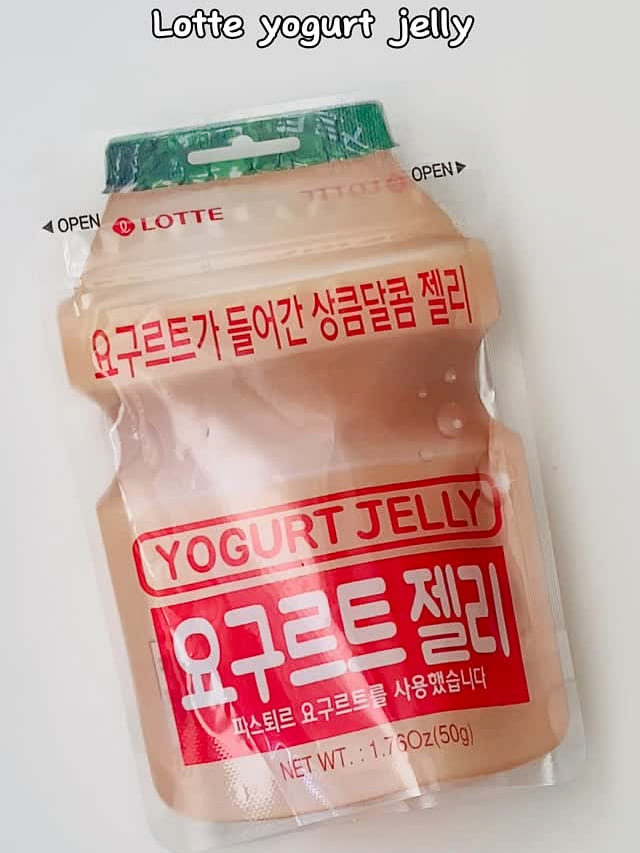 Lotte yogurt jelly
OPEN▶
◀OPEN LOTTE
요구르트가 들어간 상큼달콤 젤리
YOGURT JELLY
요구르트 젤리
파스퇴르 요구르트를 사용했습니다
NET WT. : 1.76Oz(50g)